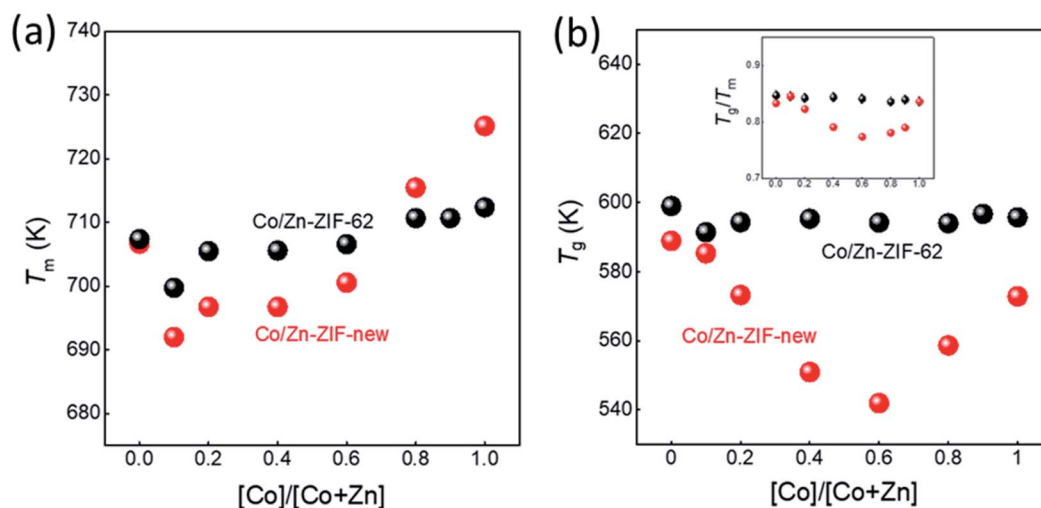 (a)
740
730
720
710
700
690
680
Tm (K)
Co/Zn-ZIF-62
Co/Zn-ZIF-new
0.0 0.2 0.4 0.6 0.8 1.0
[Co]/[Co+Zn]
(b)
640
620
600
580
560
540
Tg (K)
0.9
0.8
0.7
Tg/Tm
0.0 0.2 0.4 0.6 0.8 1.0
Co/Zn-ZIF-62
Co/Zn-ZIF-new
0 0.2 0.4 0.6 0.8 1
[Co]/[Co+Zn]